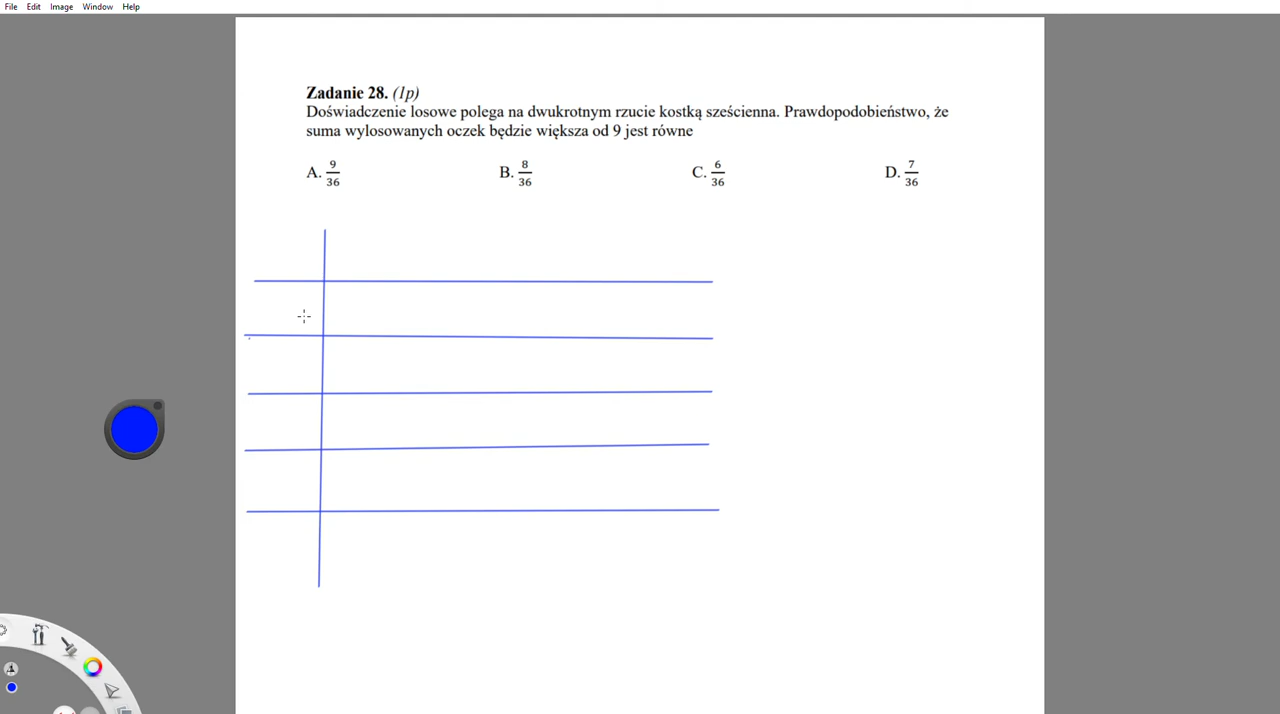 File Edit Image Window Help
Zadanie 28. (1p)
Doświadczenie losowe polega na dwukrotnym rzucie kostką sześcienna. Prawdopodobieństwo, że
suma wylosowanych oczek będzie większa od 9 jest równe
A. 9/36 B. 8/36 C. 6/36 D. 7/36